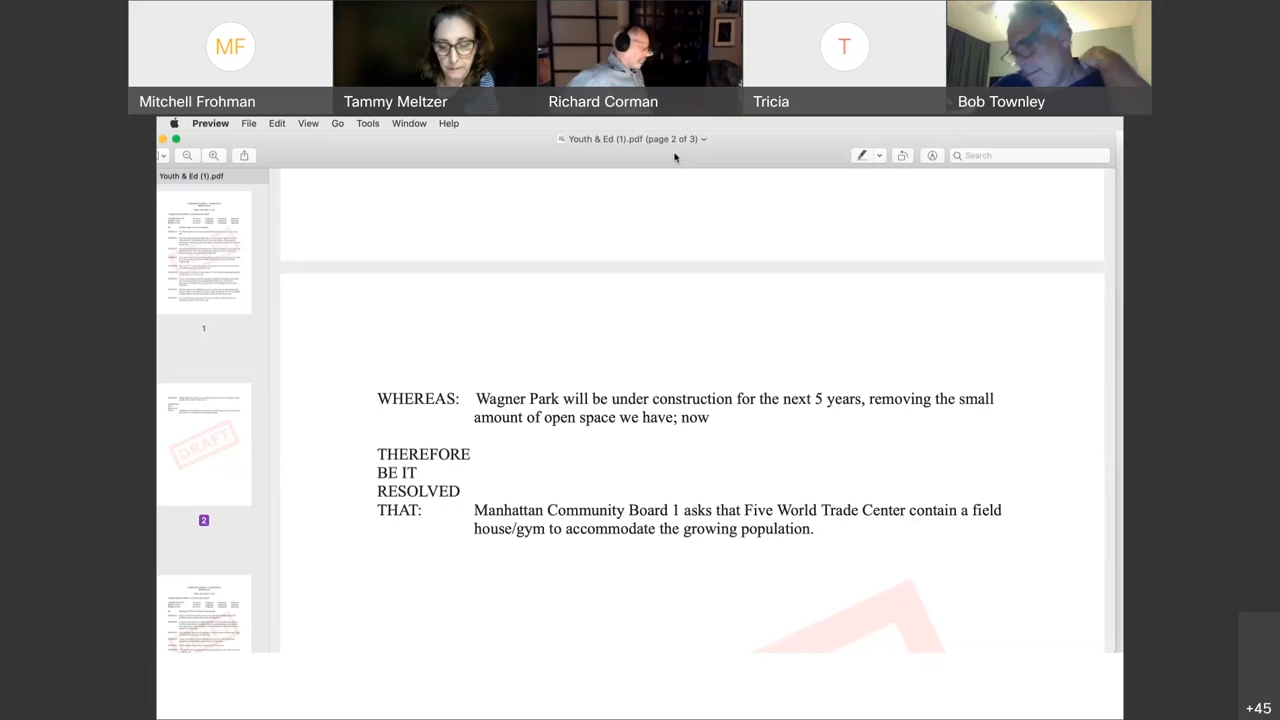 MF
T
Mitchell Frohman
Tammy Meltzer
Richard Corman
Tricia
Bob Townley
Preview File Edit View Go Tools Window Help
Youth & Ed (1).pdf (page 2 of 3)
Search
Youth & Ed (1).pdf
1
DRAFT
2
WHEREAS: Wagner Park will be under construction for the next 5 years, removing the small
amount of open space we have; now
THEREFORE
BE IT
RESOLVED
THAT: Manhattan Community Board 1 asks that Five World Trade Center contain a field
house/gym to accommodate the growing population.
+45